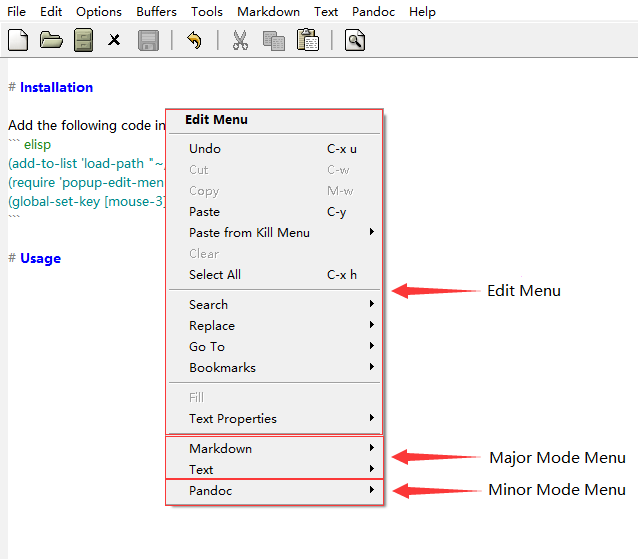 File Edit Options Buffers Tools Markdown Text Pandoc Help
# Installation
Add the following code in
``` elisp
(add-to-list 'load-path "~
(require 'popup-edit-men
(global-set-key [mouse-3]
```
# Usage
Edit Menu
Undo C-x u
Cut C-w
Copy M-w
Paste C-y
Paste from Kill Menu
Clear
Select All C-x h
Search
Replace
Go To
Bookmarks
Fill
Text Properties
Markdown
Text
Pandoc
Edit Menu
Major Mode Menu
Minor Mode Menu